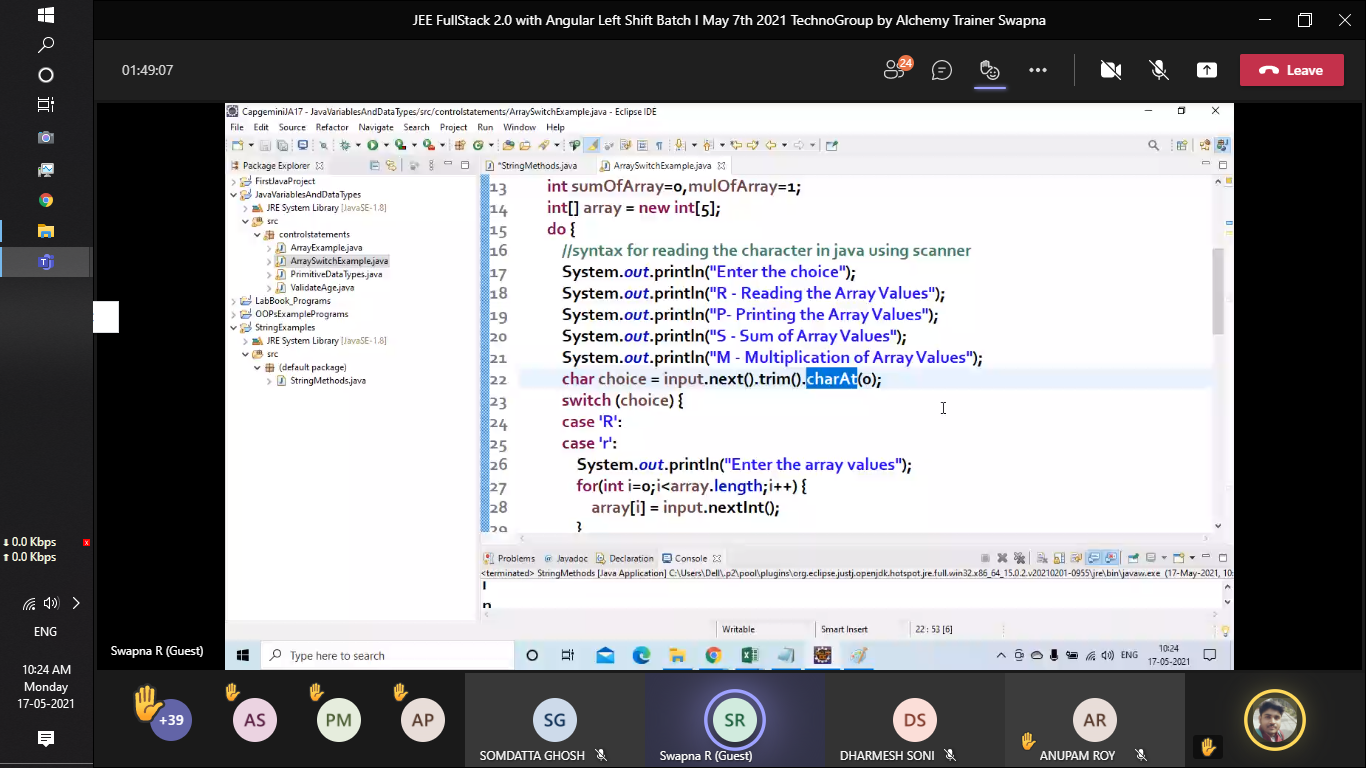 JEE FullStack 2.0 with Angular Left Shift Batch I May 7th 2021 TechnoGroup by Alchemy Trainer Swapna
01:49:07
24
Leave
CapgeminiJA17 - JavaVariablesAndDataTypes/src/controlstatements/ArraySwitchExample.java - Eclipse IDE
File Edit Source Refactor Navigate Search Project Run Window Help
Package Explorer
FirstJavaProject
JavaVariablesAndDataTypes
JRE System Library [JavaSE-1.8]
src
controlstatements
ArrayExample.java
ArraySwitchExample.java
PrimitiveDataTypes.java
ValidateAge.java
LabBook_Programs
OOPsExamplePrograms
StringExamples
JRE System Library [JavaSE-1.8]
src
(default package)
StringMethods.java
*StringMethods.java ArraySwitchExample.java
13 int sumOfArray=0,mulOfArray=1;
14 int[] array = new int[5];
15 do {
16 //syntax for reading the character in java using scanner
17 System.out.println("Enter the choice");
18 System.out.println("R - Reading the Array Values");
19 System.out.println("P- Printing the Array Values");
20 System.out.println("S - Sum of Array Values");
21 System.out.println("M - Multiplication of Array Values");
22 char choice = input.next().trim().charAt(0);
23 switch (choice) {
24 case 'R':
25 case 'r':
26 System.out.println("Enter the array values");
27 for(int i=0;i<array.length;i++) {
28 array[i] = input.nextInt();
29 }
Problems @ Javadoc Declaration Console
<terminated> StringMethods [Java Application] C:\Users\Dell\.p2\pool\plugins\org.eclipse.justj.openjdk.hotspot.jre.full.win32.x86_64_15.0.2.v20210201-0955\jre\bin\javaw.exe (17-May-2021, 10:
n
Writable Smart Insert 22 : 53 [6]
Type here to search
ENG
10:24
17-05-2021
0.0 Kbps
0.0 Kbps
ENG
10:24 AM
Monday
17-05-2021
Swapna R (Guest)
+39
AS
PM
AP
SG
SOMDATTA GHOSH
SR
Swapna R (Guest)
DS
DHARMESH SONI
AR
ANUPAM ROY